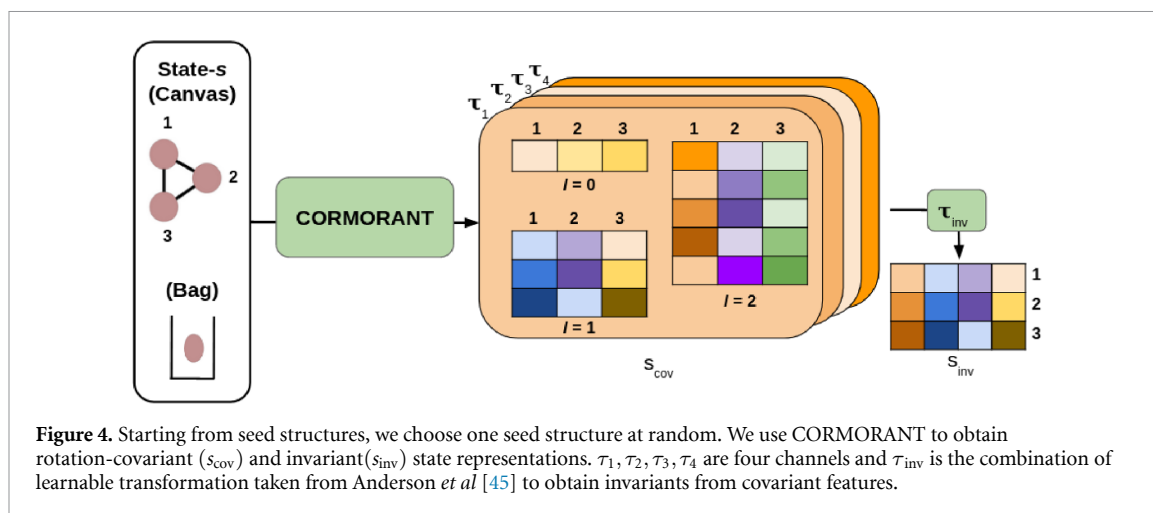 State-s
(Canvas)
1
2
3
(Bag)
CORMORANT
τ1 τ2 τ3 τ4
1 2 3
l = 0
1 2 3
l = 1
1 2 3
l = 2
scov
τinv
1
2
3
sinv
Figure 4. Starting from seed structures, we choose one seed structure at random. We use CORMORANT to obtain
rotation-covariant (scov) and invariant(sinv) state representations. τ1, τ2, τ3, τ4 are four channels and τinv is the combination of
learnable transformation taken from Anderson et al [45] to obtain invariants from covariant features.